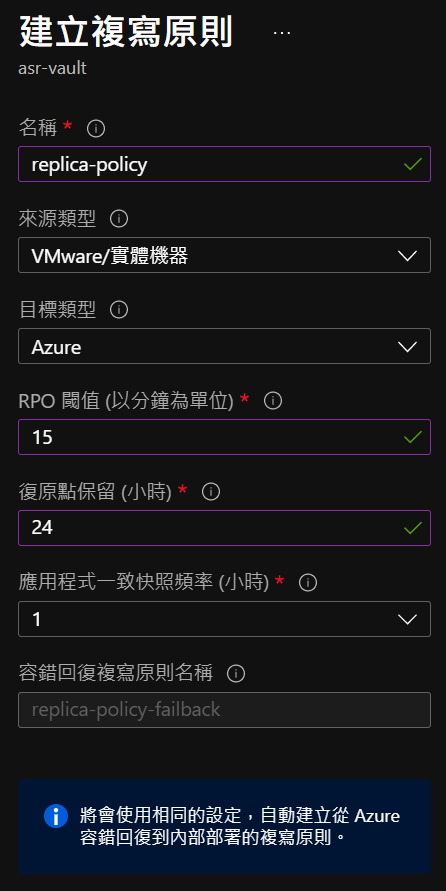 建立複寫原則 ...
asr-vault
名稱 *
replica-policy
來源類型
VMware/實體機器
目標類型
Azure
RPO 閾值 (以分鐘為單位) *
15
復原點保留 (小時) *
24
應用程式一致快照頻率 (小時) *
1
容錯回復複寫原則名稱
replica-policy-failback
將會使用相同的設定，自動建立從 Azure
容錯回復到內部部署的複寫原則。